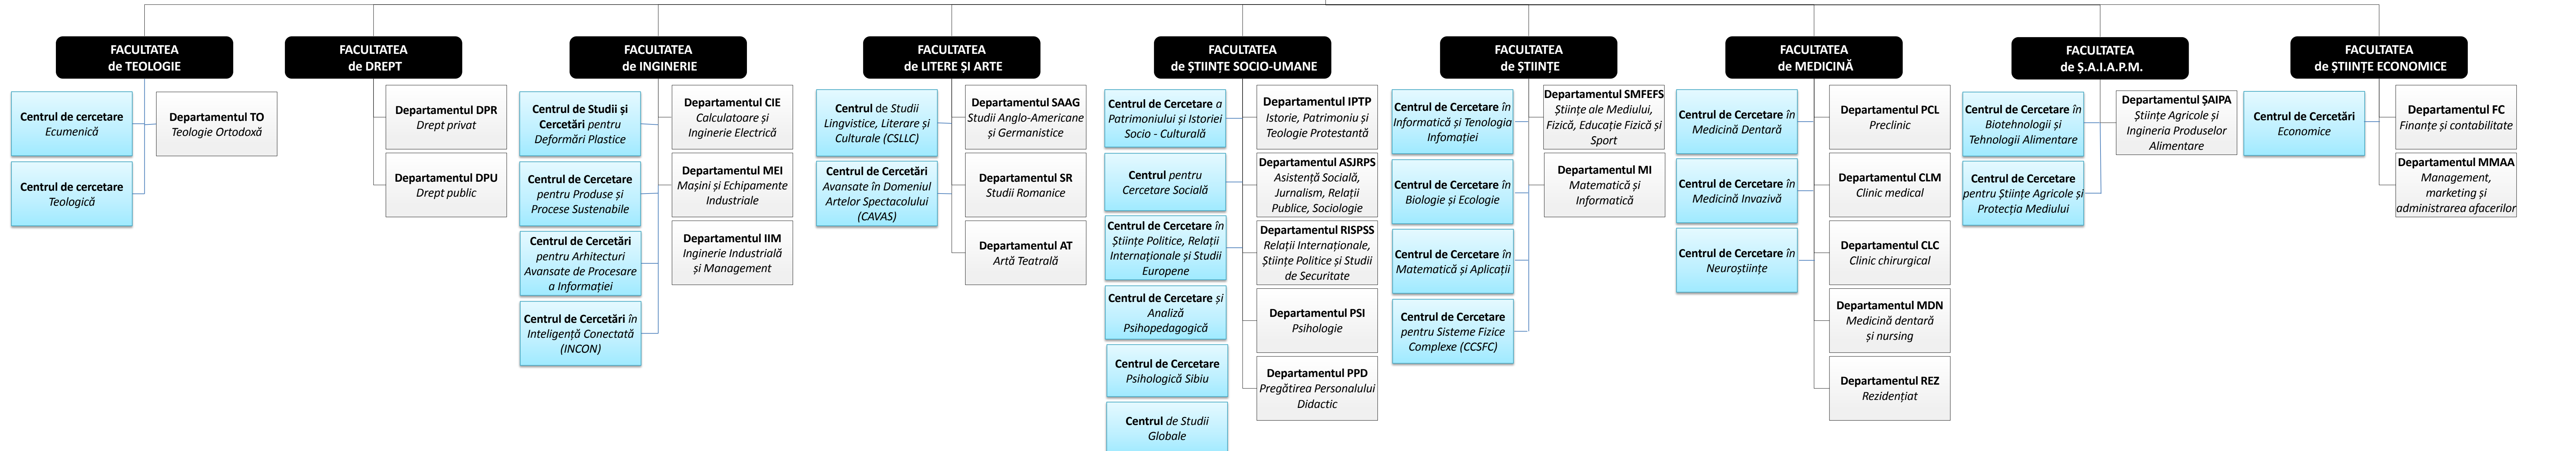 FACULTATEA
de TEOLOGIE
Centrul de cercetare
Ecumenică
Centrul de cercetare
Teologică
Departamentul TO
Teologie Ortodoxă
FACULTATEA
de DREPT
Departamentul DPR
Drept privat
Departamentul DPU
Drept public
FACULTATEA
de INGINERIE
Centrul de Studii și
Cercetări pentru
Deformări Plastice
Centrul de Cercetare
pentru Produse și
Procese Sustenabile
Centrul de Cercetări
pentru Arhitecturi
Avansate de Procesare
a Informației
Centrul de Cercetări în
Inteligență Conectată
(INCON)
Departamentul CIE
Calculatoare și
Inginerie Electrică
Departamentul MEI
Mașini și Echipamente
Industriale
Departamentul IIM
Inginerie Industrială
și Management
FACULTATEA
de LITERE ȘI ARTE
Centrul de Studii
Lingvistice, Literare și
Culturale (CSLLC)
Centrul de Cercetări
Avansate în Domeniul
Artelor Spectacolului
(CAVAS)
Departamentul SAAG
Studii Anglo-Americane
și Germanistice
Departamentul SR
Studii Romanice
Departamentul AT
Artă Teatrală
FACULTATEA
de ȘTIINȚE SOCIO-UMANE
Centrul de Cercetare a
Patrimoniului și Istoriei
Socio - Culturală
Centrul pentru
Cercetare Socială
Centrul de Cercetare în
Științe Politice, Relații
Internaționale și Studii
Europene
Centrul de Cercetare și
Analiză
Psihopedagogică
Centrul de Cercetare
Psihologică Sibiu
Centrul de Studii
Globale
Departamentul IPTP
Istorie, Patrimoniu și
Teologie Protestantă
Departamentul ASJRPS
Asistență Socială,
Jurnalism, Relații
Publice, Sociologie
Departamentul RISPSS
Relații Internaționale,
Științe Politice și Studii
de Securitate
Departamentul PSI
Psihologie
Departamentul PPD
Pregătirea Personalului
Didactic
FACULTATEA
de ȘTIINȚE
Centrul de Cercetare în
Informatică și Tenologia
Infomației
Centrul de Cercetare în
Biologie și Ecologie
Centrul de Cercetare în
Matematică și Aplicații
Centrul de Cercetare
pentru Sisteme Fizice
Complexe (CCSFC)
Departamentul SMFEFS
Științe ale Mediului,
Fizică, Educație Fizică și
Sport
Departamentul MI
Matematică și
Informatică
FACULTATEA
de MEDICINĂ
Centrul de Cercetare în
Medicină Dentară
Centrul de Cercetare în
Medicină Invazivă
Centrul de Cercetare în
Neuroștiințe
Departamentul PCL
Preclinic
Departamentul CLM
Clinic medical
Departamentul CLC
Clinic chirurgical
Departamentul MDN
Medicină dentară
și nursing
Departamentul REZ
Rezidențiat
FACULTATEA
de Ș.A.I.A.P.M.
Centrul de Cercetare în
Biotehnologii și
Tehnologii Alimentare
Centrul de Cercetare
pentru Științe Agricole și
Protecția Mediului
Departamentul ȘAIPA
Științe Agricole și
Ingineria Produselor
Alimentare
FACULTATEA
de ȘTIINȚE ECONOMICE
Centrul de Cercetări
Economice
Departamentul FC
Finanțe și contabilitate
Departamentul MMAA
Management,
marketing și
administrarea afacerilor